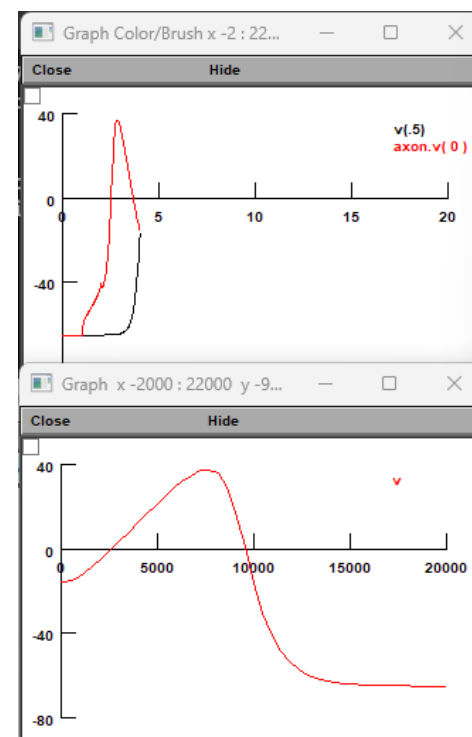 Graph Color/Brush x -2 : 22...
Close Hide
40
v(.5)
axon.v( 0 )
0
0 5 10 15 20
-40
Graph x -2000 : 22000 y -9...
Close Hide
40
v
0
0 5000 10000 15000 20000
-40
-80